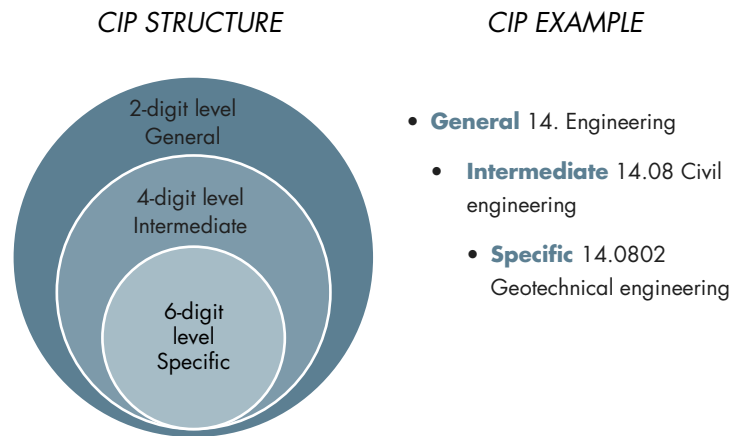 CIP STRUCTURE
2-digit level
General
4-digit level
Intermediate
6-digit
level
Specific
CIP EXAMPLE
• General 14. Engineering
• Intermediate 14.08 Civil
engineering
• Specific 14.0802
Geotechnical engineering